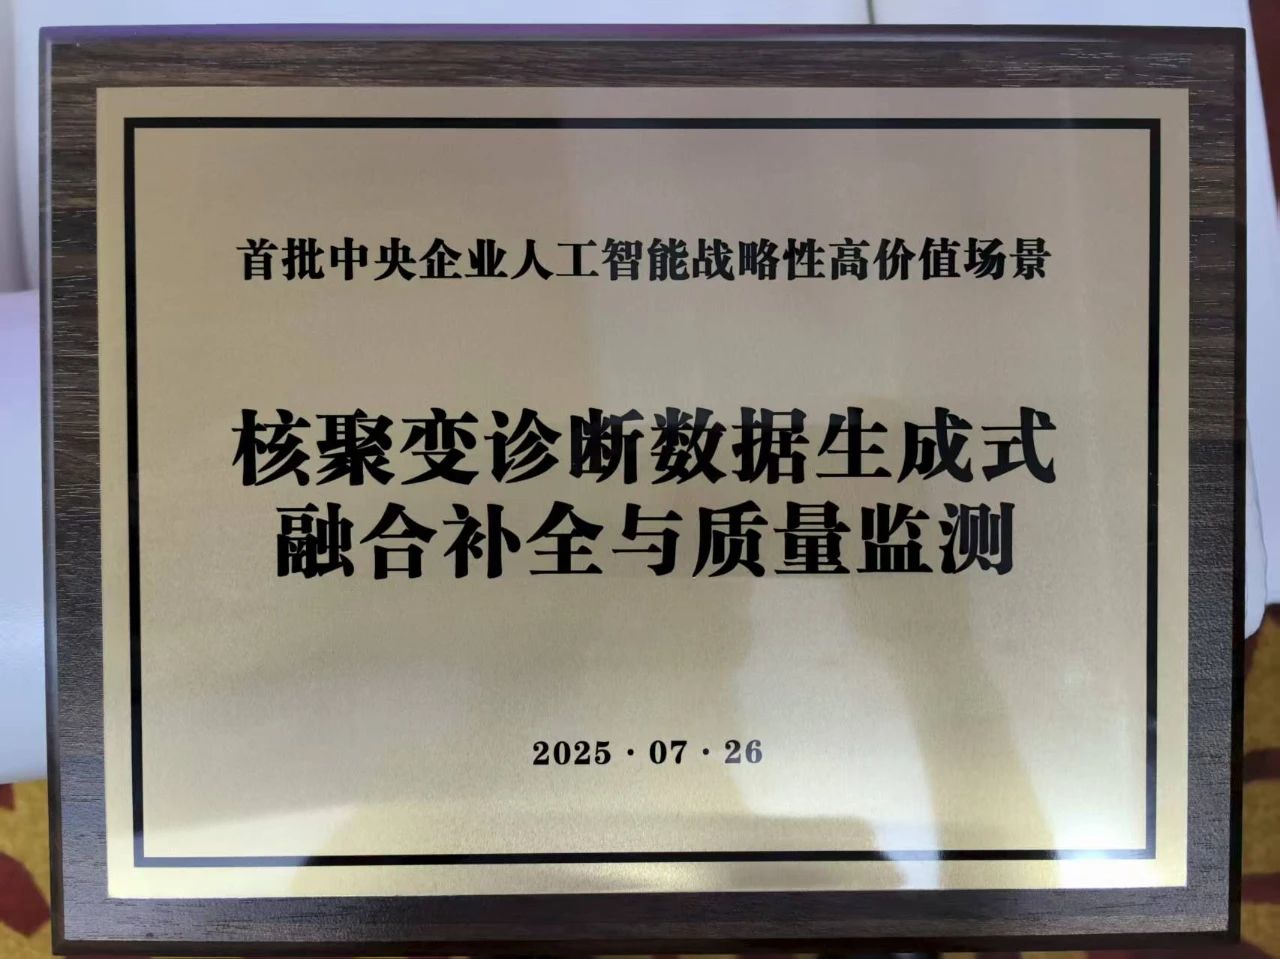 首批中央企业人工智能战略性高价值场景
核聚变诊断数据生成式
融合补全与质量监测
2025·07·26